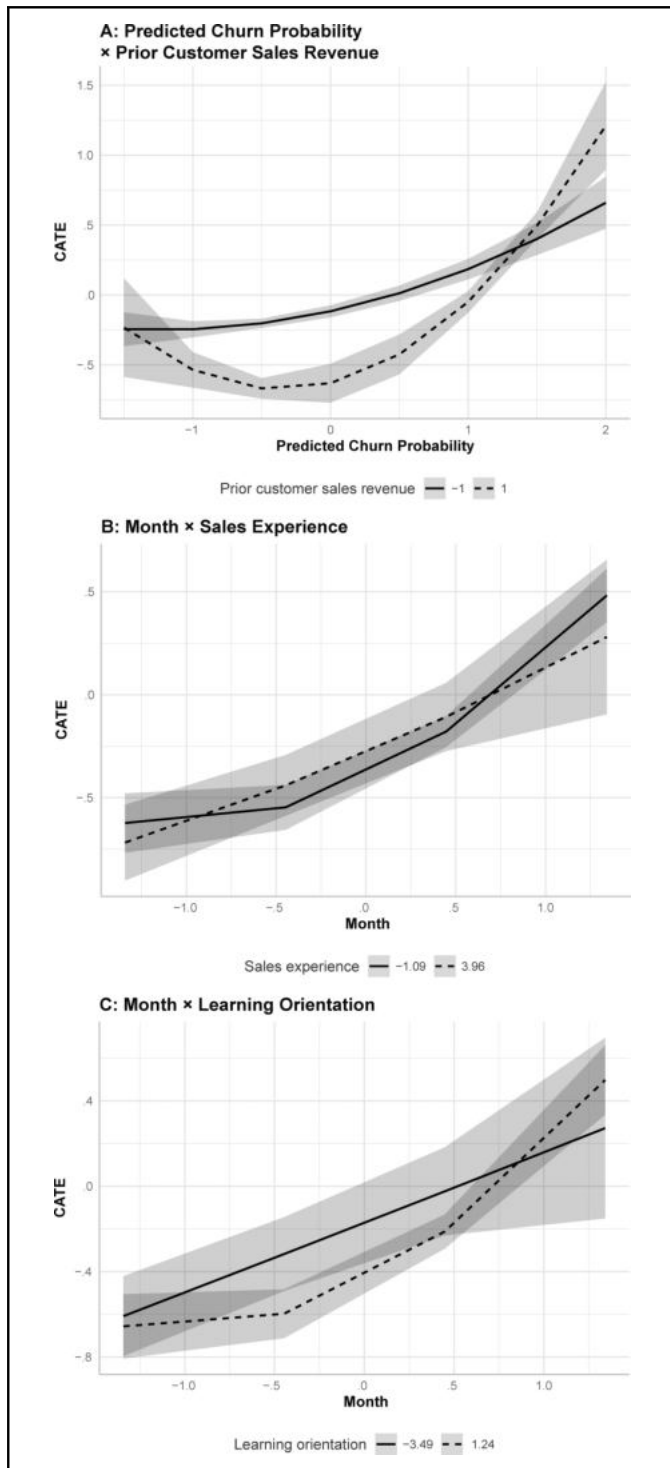 A: Predicted Churn Probability
× Prior Customer Sales Revenue
1.5
1.0
.5
.0
−.5
CATE
−1
0
1
2
Predicted Churn Probability
Prior customer sales revenue −1 1
B: Month × Sales Experience
.5
.0
−.5
CATE
−1.0
−.5
.0
.5
1.0
Month
Sales experience −1.09 3.96
C: Month × Learning Orientation
.4
.0
−.4
−.8
CATE
−1.0
−.5
.0
.5
1.0
Month
Learning orientation −3.49 1.24